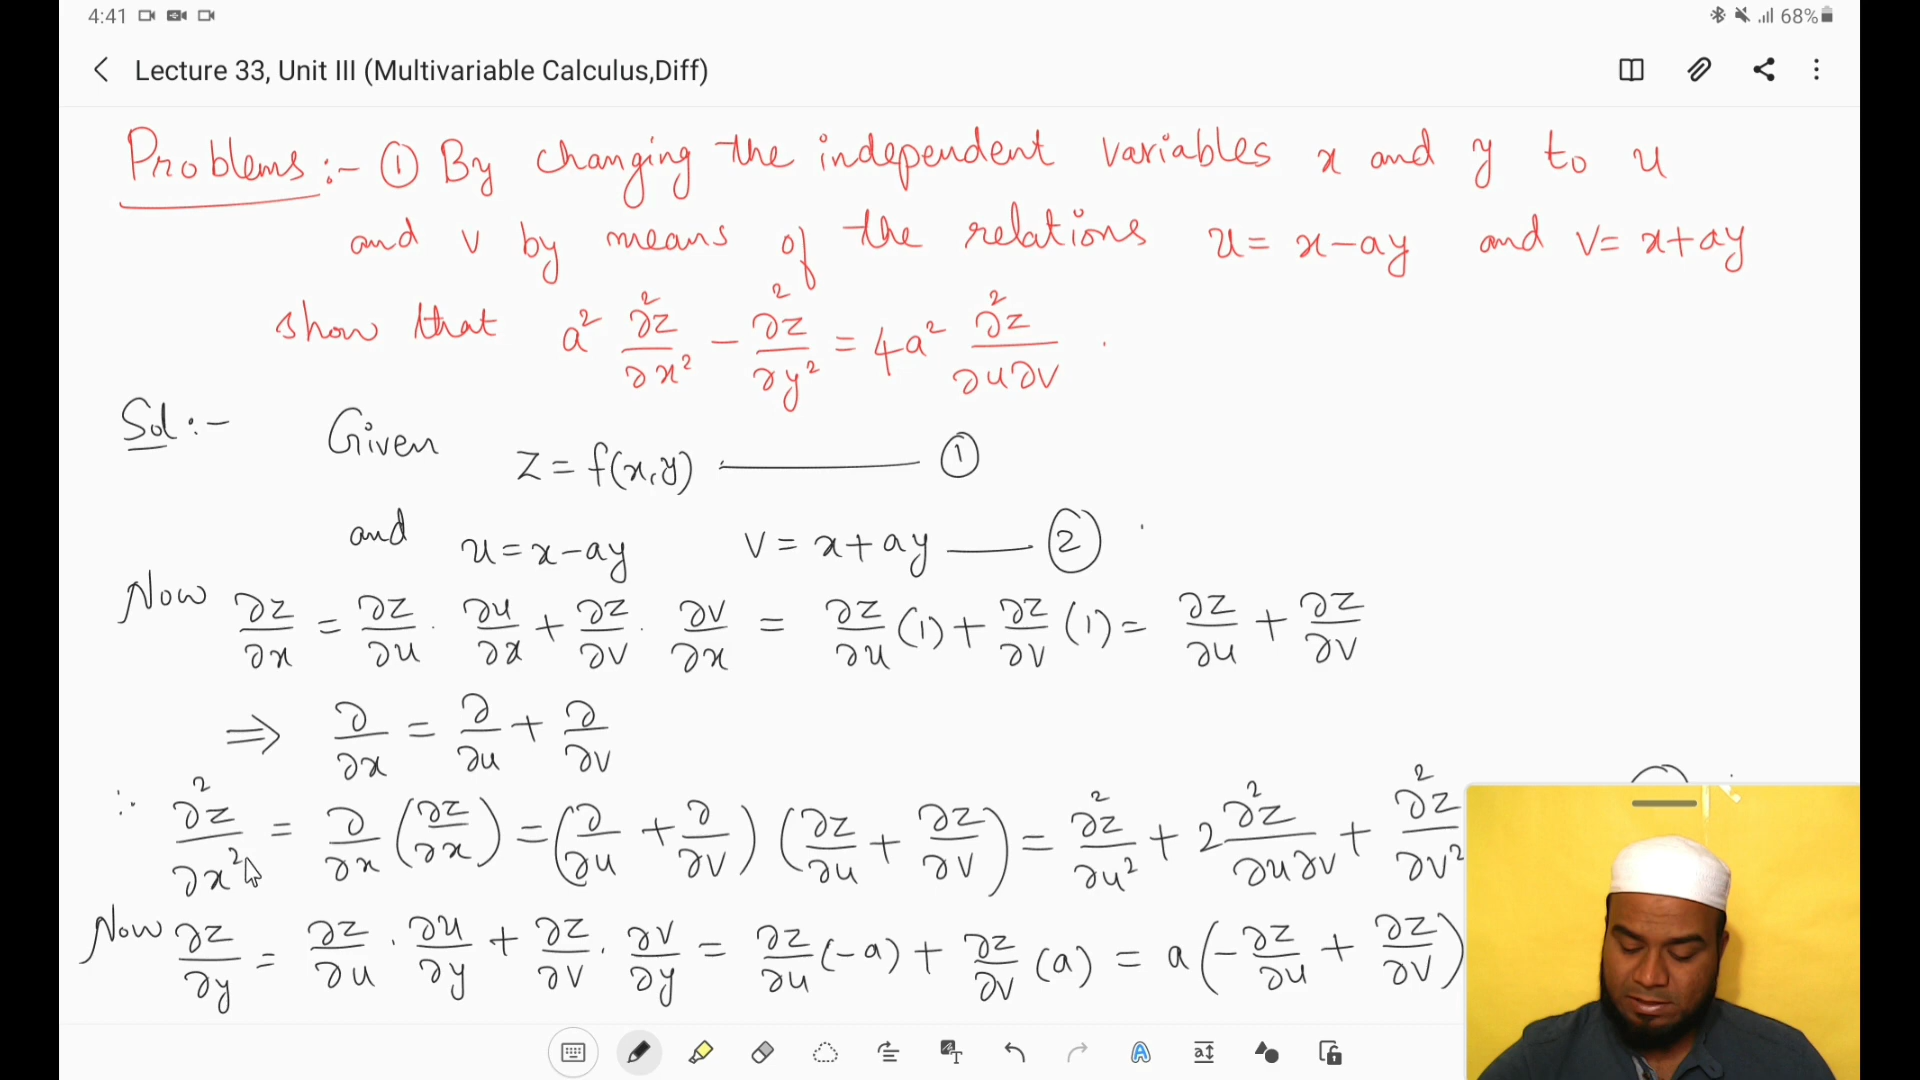 4:41 68%
Lecture 33, Unit III (Multivariable Calculus,Diff)
Problems:- ① By changing the independent variables x and y to u
and v by means of the relations u= x-ay and v= x+ay
show that a² ∂²z/∂x² - ∂²z/∂y² = 4a² ∂²z/∂u∂v .
Sol:- Given
z = f(x,y) ——— ①
and u = x-ay v = x+ay —— ②
Now ∂z/∂x = ∂z/∂u · ∂u/∂x + ∂z/∂v · ∂v/∂x = ∂z/∂u (1) + ∂z/∂v (1) = ∂z/∂u + ∂z/∂v
⇒ ∂/∂x = ∂/∂u + ∂/∂v
∴ ∂²z/∂x² = ∂/∂x (∂z/∂x) = (∂/∂u + ∂/∂v) (∂z/∂u + ∂z/∂v) = ∂²z/∂u² + 2 ∂²z/∂u∂v + ∂²z/∂v²
Now ∂z/∂y = ∂z/∂u · ∂u/∂y + ∂z/∂v · ∂v/∂y = ∂z/∂u (-a) + ∂z/∂v (a) = a(-∂z/∂u + ∂z/∂v)